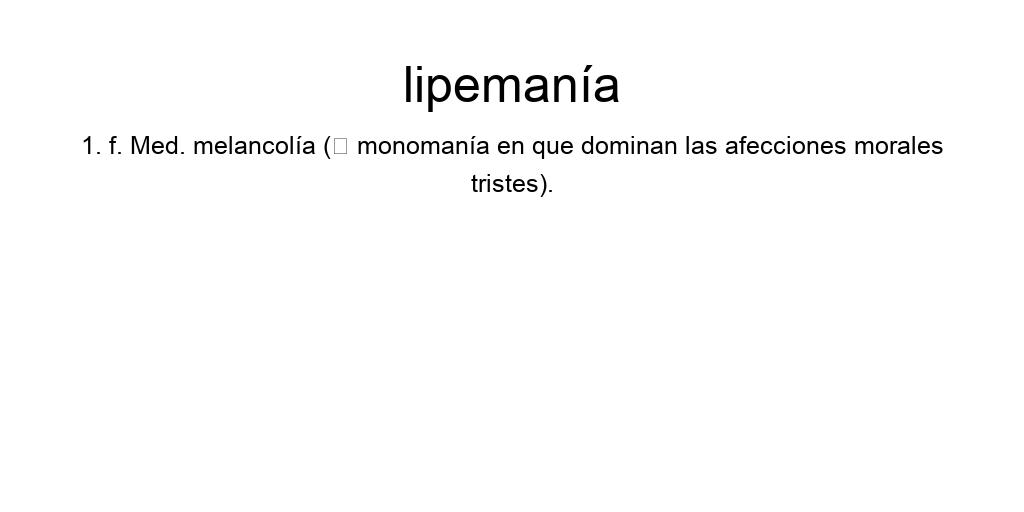 lipemanía
1. f. Med. melancolía (□ monomanía en que dominan las afecciones morales
tristes).